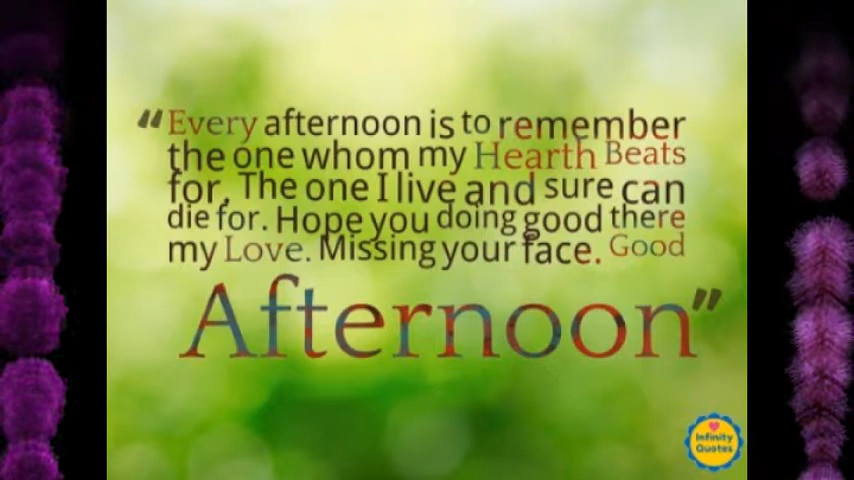 “Every afternoon is to remember
the one whom my Hearth Beats
for. The one I live and sure can
die for. Hope you doing good there
my Love. Missing your face. Good
Afternoon”
Infinity
Quotes